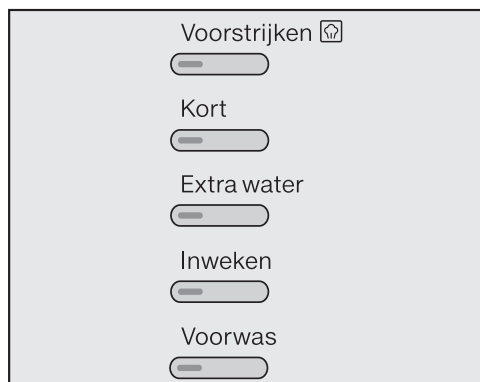 Voorstrijken
Kort
Extra water
Inweken
Voorwas